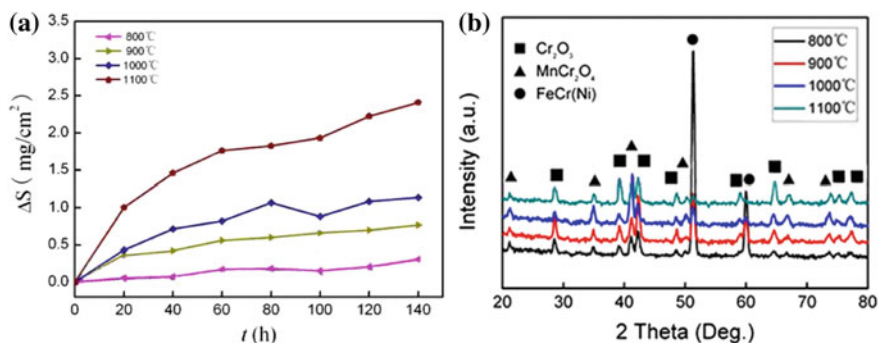 (a)
3.5
3.0
2.5
2.0
1.5
1.0
0.5
0.0
ΔS ( mg/cm²)
800℃
900℃
1000℃
1100℃
0 20 40 60 80 100 120 140
t (h)
(b)
Intensity (a.u.)
■ Cr₂O₃
▲ MnCr₂O₄
● FeCr(Ni)
800℃
900℃
1000℃
1100℃
20 30 40 50 60 70 80
2 Theta (Deg.)